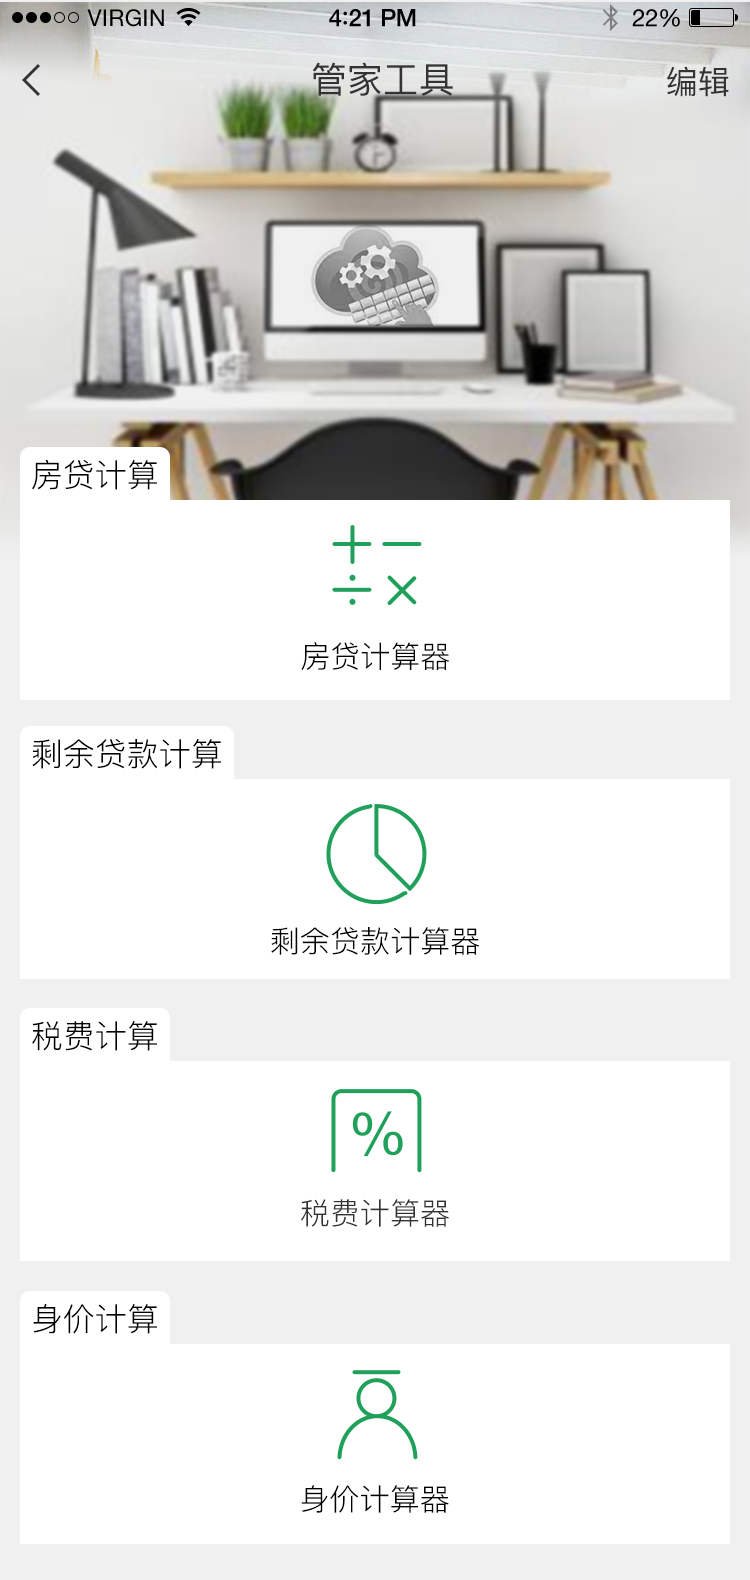 VIRGIN 4:21 PM 22%
管家工具 编辑
房贷计算
房贷计算器
剩余贷款计算
剩余贷款计算器
税费计算
%
税费计算器
身价计算
身价计算器